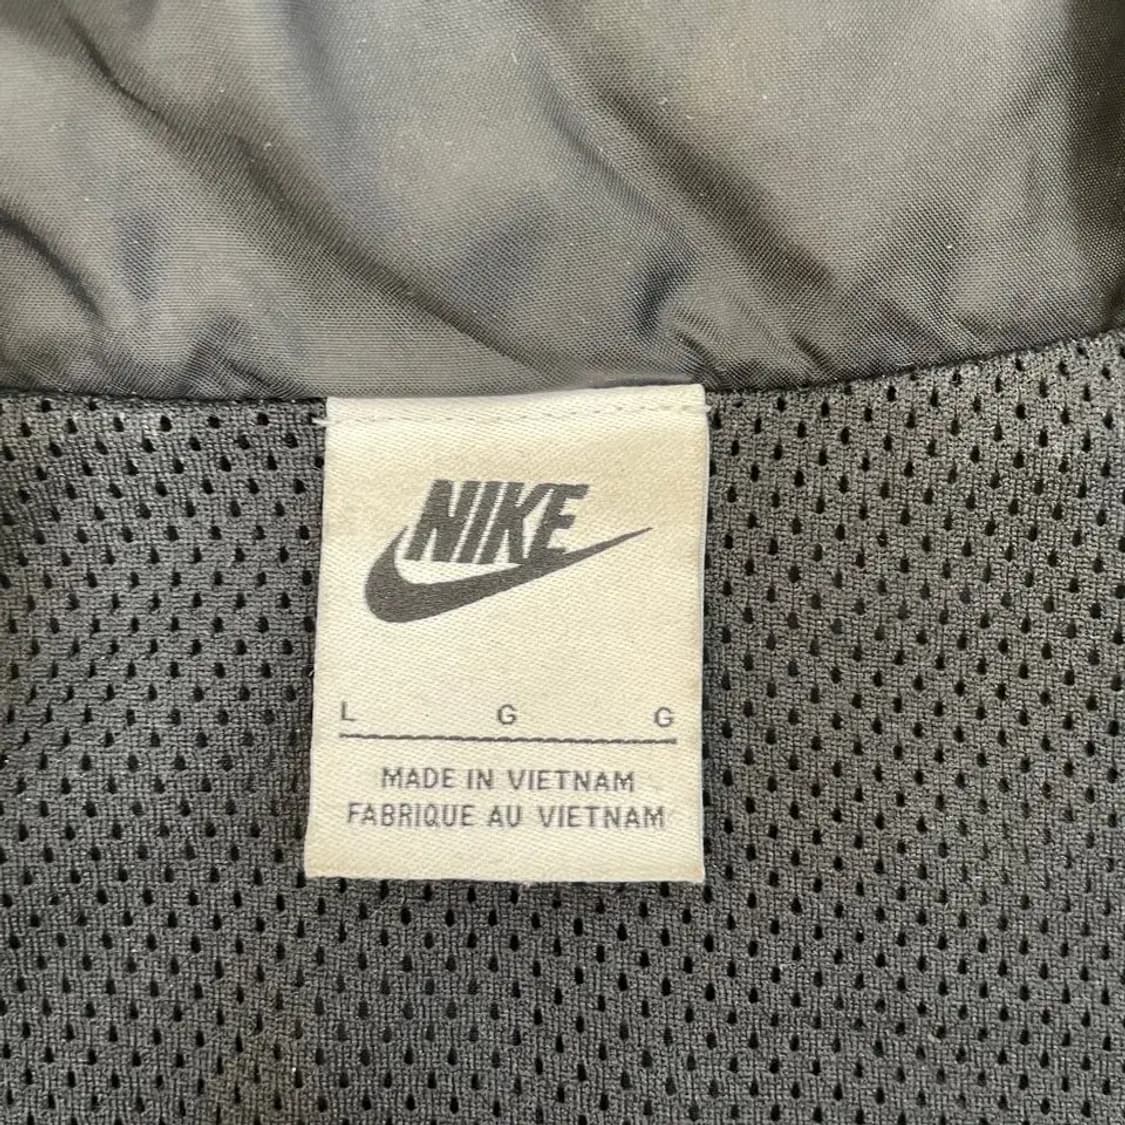 NIKE
L G G
MADE IN VIETNAM
FABRIQUE AU VIETNAM